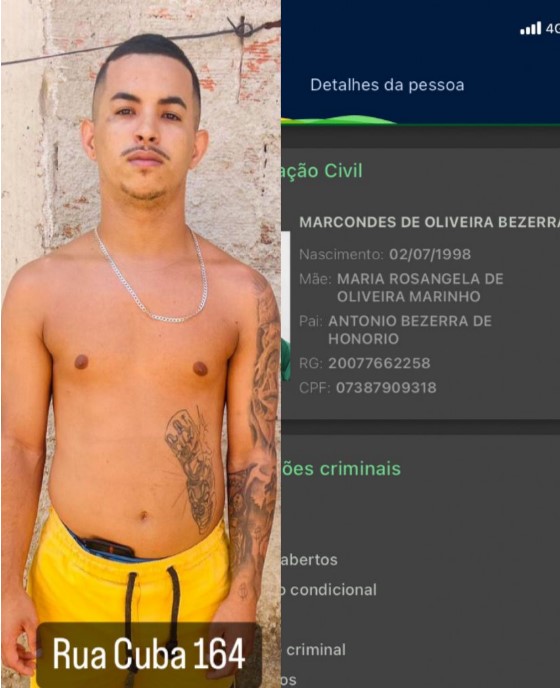 Rua Cuba 164
4G
Detalhes da pessoa
ação Civil
MARCONDES DE OLIVEIRA BEZERRA
Nascimento: 02/07/1998
Mãe: MARIA ROSANGELA DE
OLIVEIRA MARINHO
Pai: ANTONIO BEZERRA DE
HONORIO
RG: 20077662258
CPF: 07387909318
ões criminais
abertos
o condicional
criminal
os